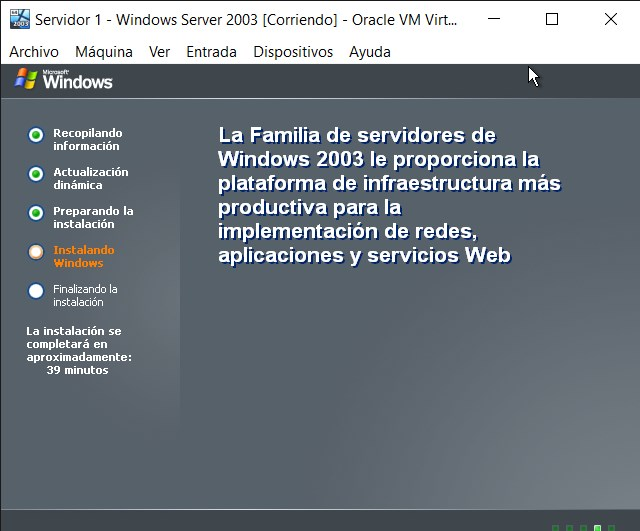 Servidor 1 - Windows Server 2003 [Corriendo] - Oracle VM Virt...
Archivo Máquina Ver Entrada Dispositivos Ayuda
Microsoft
Windows
Recopilando
información
Actualización
dinámica
Preparando la
instalación
Instalando
Windows
Finalizando la
instalación
La instalación se
completará en
aproximadamente:
39 minutos
La Familia de servidores de
Windows 2003 le proporciona la
plataforma de infraestructura más
productiva para la
implementación de redes,
aplicaciones y servicios Web